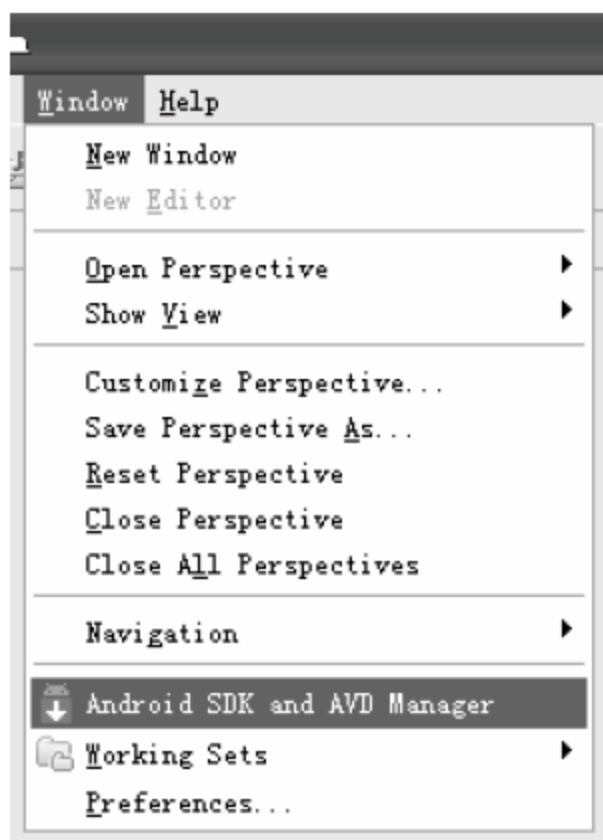 Window Help
New Window
New Editor
Open Perspective
Show View
Customize Perspective...
Save Perspective As...
Reset Perspective
Close Perspective
Close All Perspectives
Navigation
Android SDK and AVD Manager
Working Sets
Preferences...